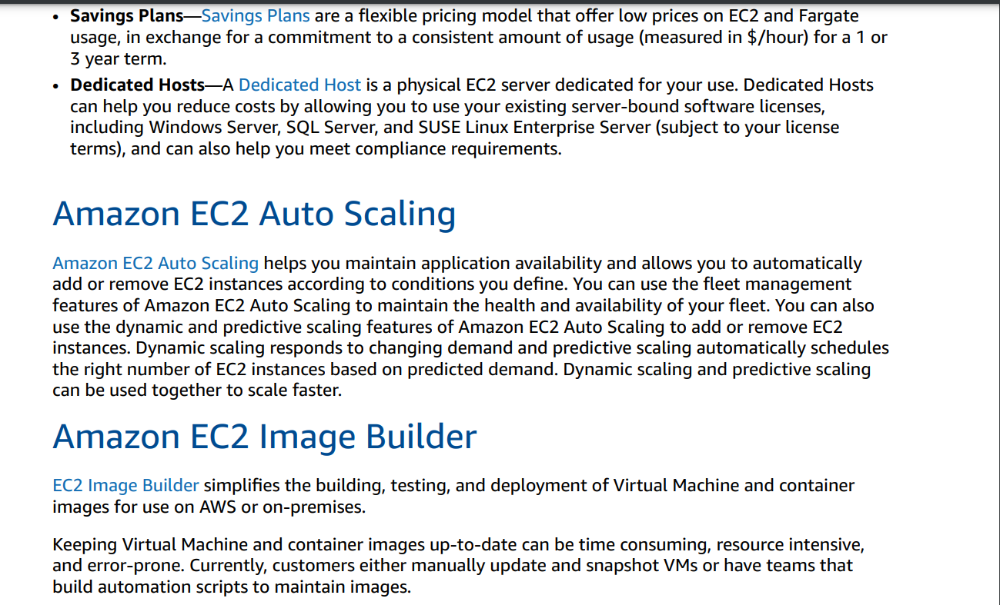 • Savings Plans—Savings Plans are a flexible pricing model that offer low prices on EC2 and Fargate
usage, in exchange for a commitment to a consistent amount of usage (measured in $/hour) for a 1 or
3 year term.
• Dedicated Hosts—A Dedicated Host is a physical EC2 server dedicated for your use. Dedicated Hosts
can help you reduce costs by allowing you to use your existing server-bound software licenses,
including Windows Server, SQL Server, and SUSE Linux Enterprise Server (subject to your license
terms), and can also help you meet compliance requirements.
Amazon EC2 Auto Scaling
Amazon EC2 Auto Scaling helps you maintain application availability and allows you to automatically
add or remove EC2 instances according to conditions you define. You can use the fleet management
features of Amazon EC2 Auto Scaling to maintain the health and availability of your fleet. You can also
use the dynamic and predictive scaling features of Amazon EC2 Auto Scaling to add or remove EC2
instances. Dynamic scaling responds to changing demand and predictive scaling automatically schedules
the right number of EC2 instances based on predicted demand. Dynamic scaling and predictive scaling
can be used together to scale faster.
Amazon EC2 Image Builder
EC2 Image Builder simplifies the building, testing, and deployment of Virtual Machine and container
images for use on AWS or on-premises.
Keeping Virtual Machine and container images up-to-date can be time consuming, resource intensive,
and error-prone. Currently, customers either manually update and snapshot VMs or have teams that
build automation scripts to maintain images.